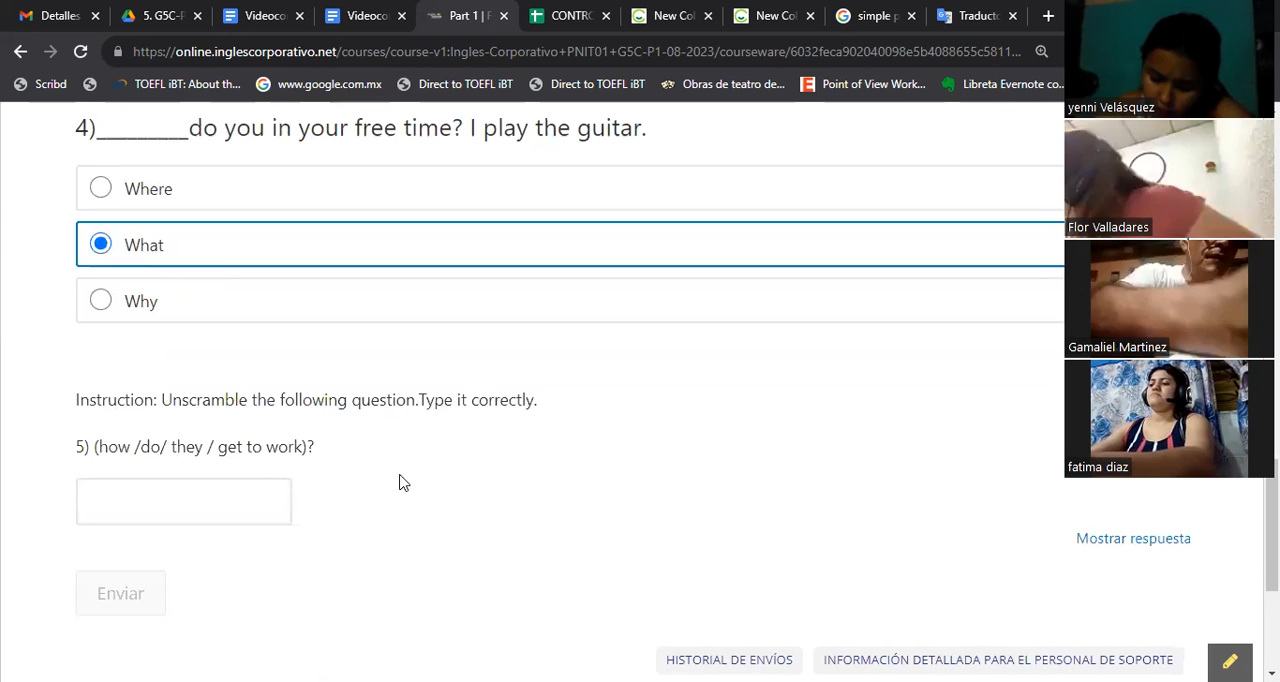 Detalles
5. G5C-F
Videoco
Videoco
Part 1 | F
CONTRO
New Col
New Col
simple p
Traducto
https://online.inglescorporativo.net/courses/course-v1:Ingles-Corporativo+PNIT01+G5C-P1-08-2023/courseware/6032feca902040098e5b4088655c5811...
Scribd
TOEFL iBT: About th...
www.google.com.mx
Direct to TOEFL iBT
Direct to TOEFL iBT
Obras de teatro de...
Point of View Work...
Libreta Evernote co...
yenni Velásquez
4)_________do you in your free time? I play the guitar.
Where
Flor Valladares
What
Why
Gamaliel Martinez
Instruction: Unscramble the following question.Type it correctly.
5) (how /do/ they / get to work)?
fatima diaz
Mostrar respuesta
Enviar
HISTORIAL DE ENVÍOS
INFORMACIÓN DETALLADA PARA EL PERSONAL DE SOPORTE